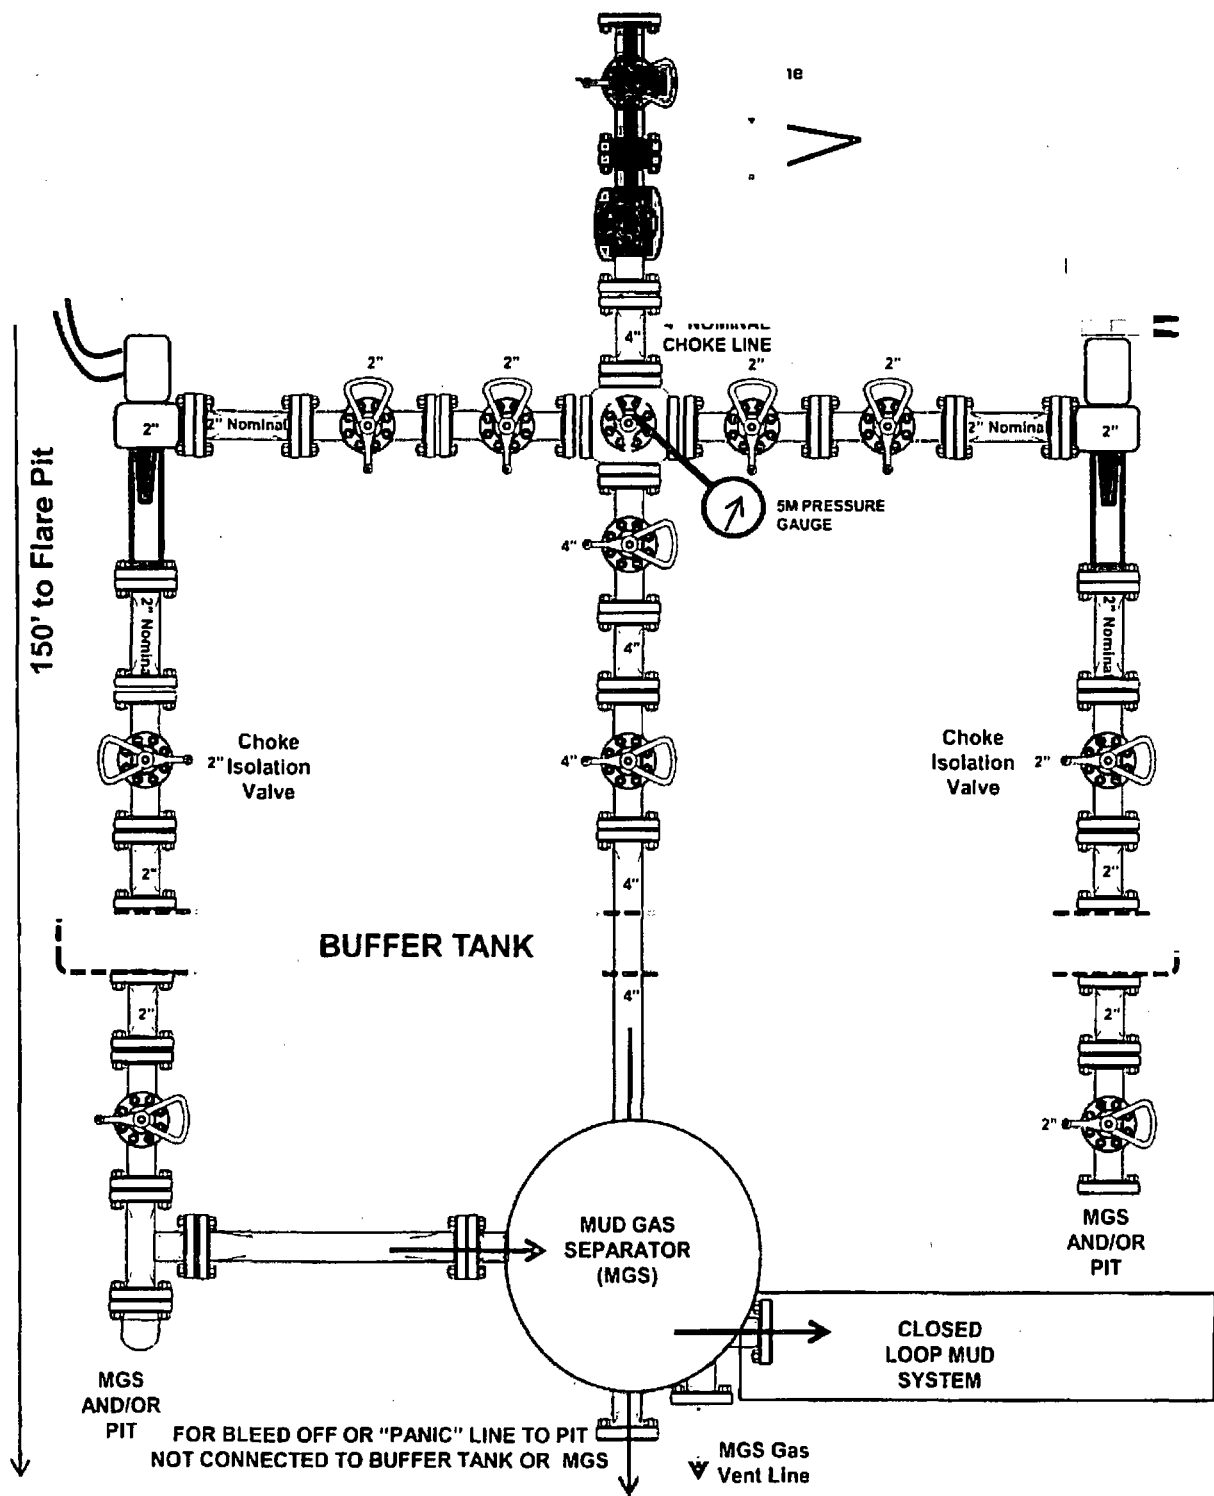 4"
CHOKE LINE
2"
2"
2"
2"
2"
2" Nominal
2" Nominal
2"
5M PRESSURE
GAUGE
4"
150' to Flare Pit
2" Nominal
4"
2" Nominal
Choke
2" Isolation
Valve
4"
Choke
Isolation
Valve
2"
2"
4"
2"
BUFFER TANK
4"
2"
2"
2"
MUD GAS
SEPARATOR
(MGS)
MGS
AND/OR
PIT
CLOSED
LOOP MUD
SYSTEM
MGS
AND/OR
PIT
FOR BLEED OFF OR "PANIC" LINE TO PIT
NOT CONNECTED TO BUFFER TANK OR MGS
MGS Gas
Vent Line